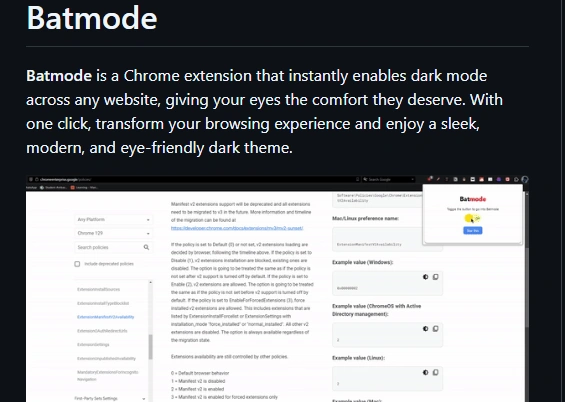 Batmode
Batmode is a Chrome extension that instantly enables dark mode
across any website, giving your eyes the comfort they deserve. With
one click, transform your browsing experience and enjoy a sleek,
modern, and eye-friendly dark theme.
chromeenterprise.google/policies/
Search Google
Any Platform
Chrome 129
Search policies
Include deprecated policies
ExtensionInstallSources
ExtensionInstallTypeBlocklist
ExtensionManifestV2Availability
ExtensionSettings
ExtensionUnpublishedAvailability
MandatoryExtensionsForIncognito
Navigation
First-Party Sets Settings
Manifest v2 extensions support will be deprecated and all extensions
need to be migrated to v3 in the future. More information and timeline
of the migration can be found at
If the policy is set to Default (0) or not set, v2 extensions loading are
decided by browser, following the timeline above. If the policy is set to
Disable (1), v2 extensions installation are blocked, existing ones are
disabled. The option is going to be treated the same as if the policy is
not set after v2 support is turned off by default. If the policy is set to
Enable (2), v2 extensions are allowed. The option is going to be treated
the same as if the policy is not set before v2 support is turned off by
default. If the policy is set to EnableForForcedExtensions (3), force
installed v2 extensions are allowed. This includes extensions that are
listed by ExtensionInstallForcelist or ExtensionSettings with
installation_mode "force_installed" or "normal_installed". All other v2
extensions are disabled. The option is always available regardless of
the migration state.
Extensions availability are still controlled by other policies.
0 = Default browser behavior
1 = Manifest v2 is disabled
2 = Manifest v2 is enabled
3 = Manifest v2 is enabled for forced extensions only
Mac/Linux preference name:
ExtensionManifestV2Availability
Example value (Windows):
Example value (ChromeOS with Active
Directory management):
Example value (Linux):
Batmode